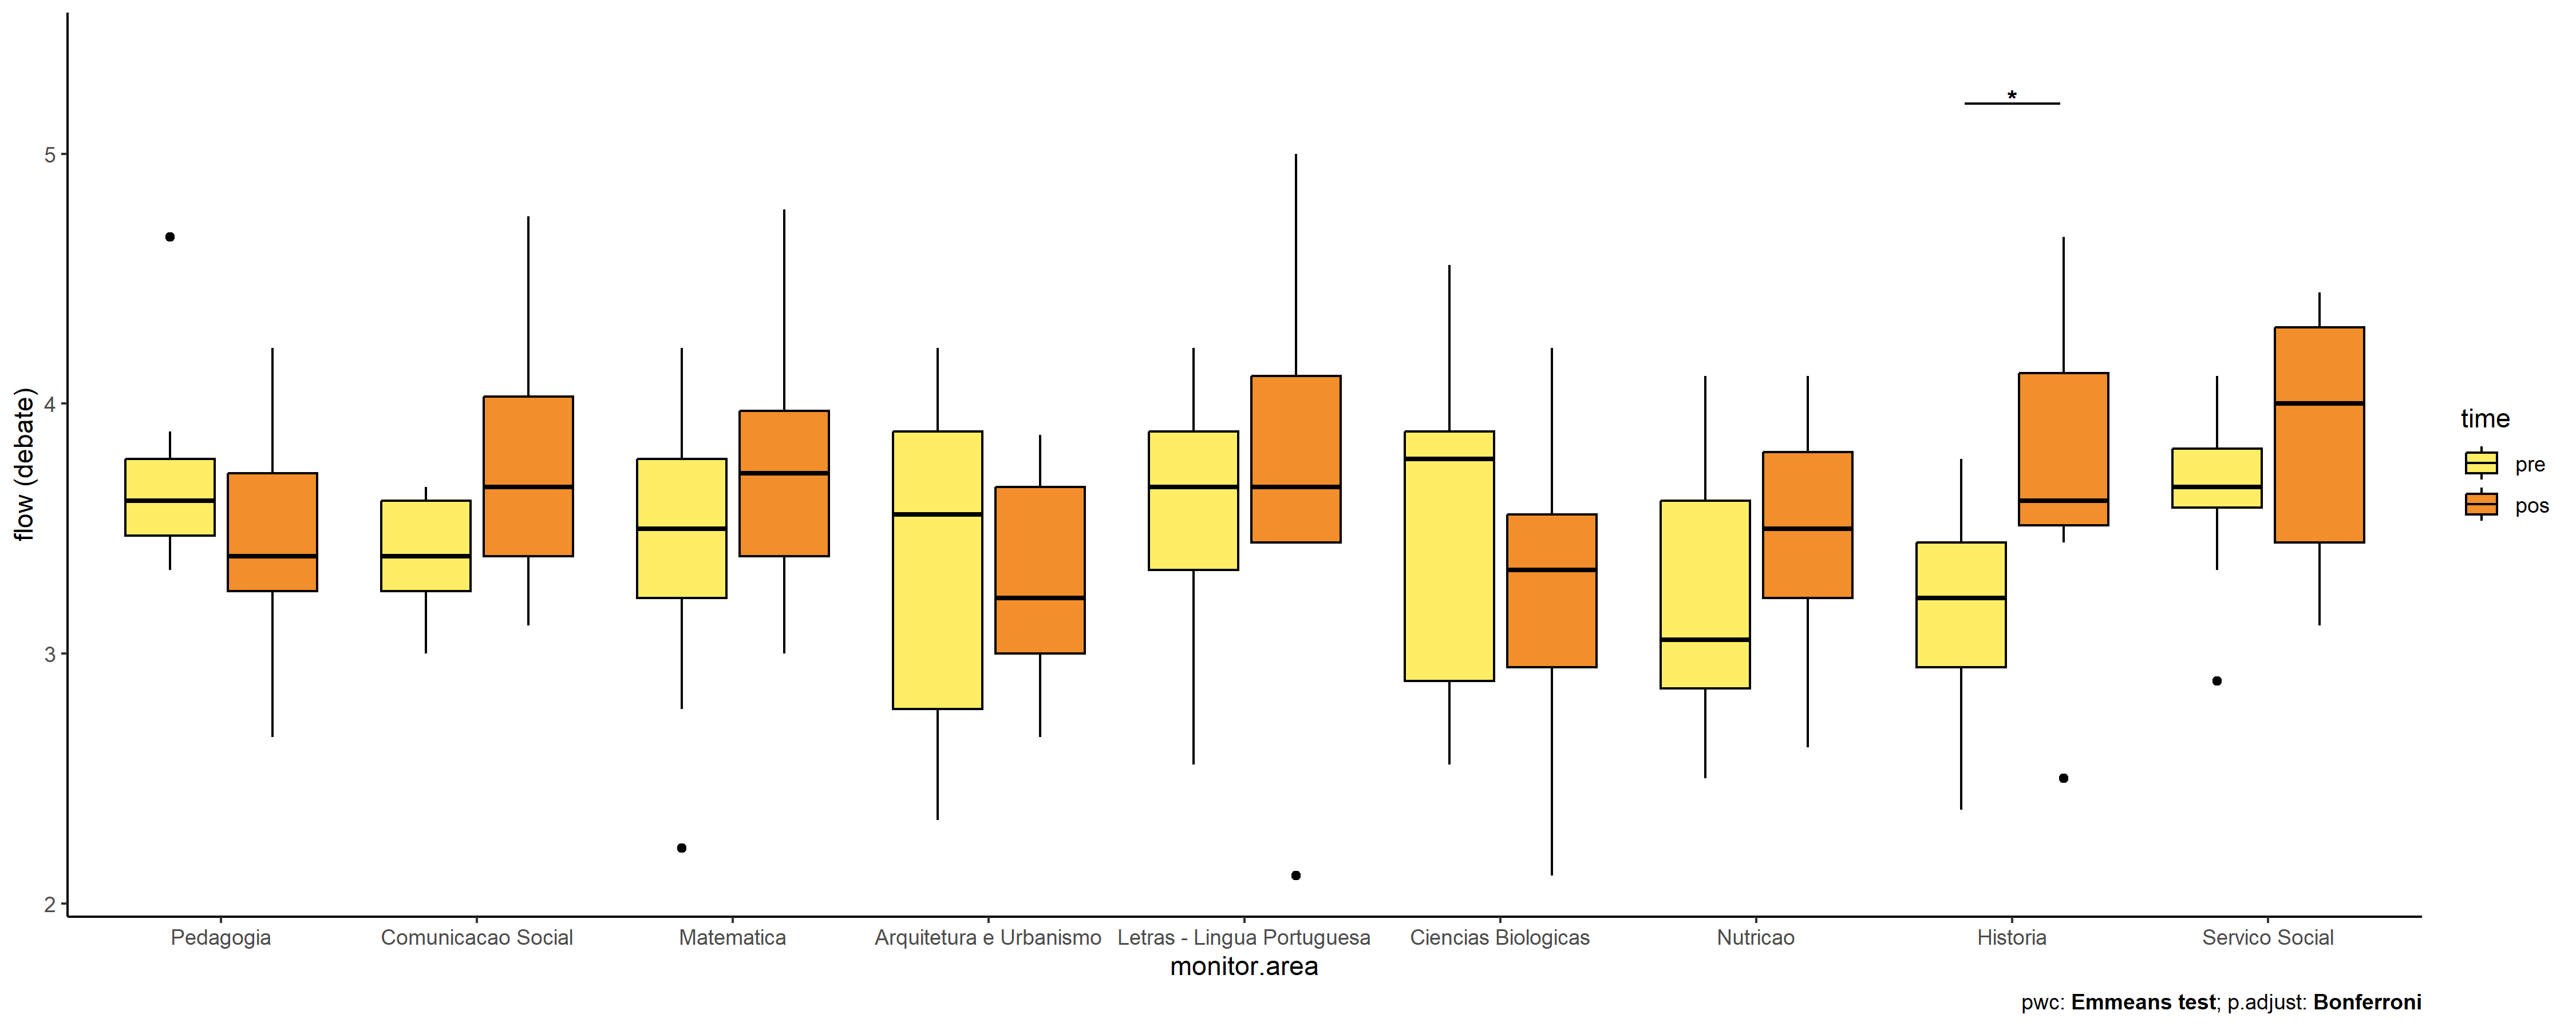 *
5
4
3
2
flow (debate)
Pedagogia
Comunicacao Social
Matematica
Arquitetura e Urbanismo
Letras - Lingua Portuguesa
Ciencias Biologicas
Nutricao
Historia
Servico Social
monitor.area
time
pre
pos
pwc: Emmeans test; p.adjust: Bonferroni